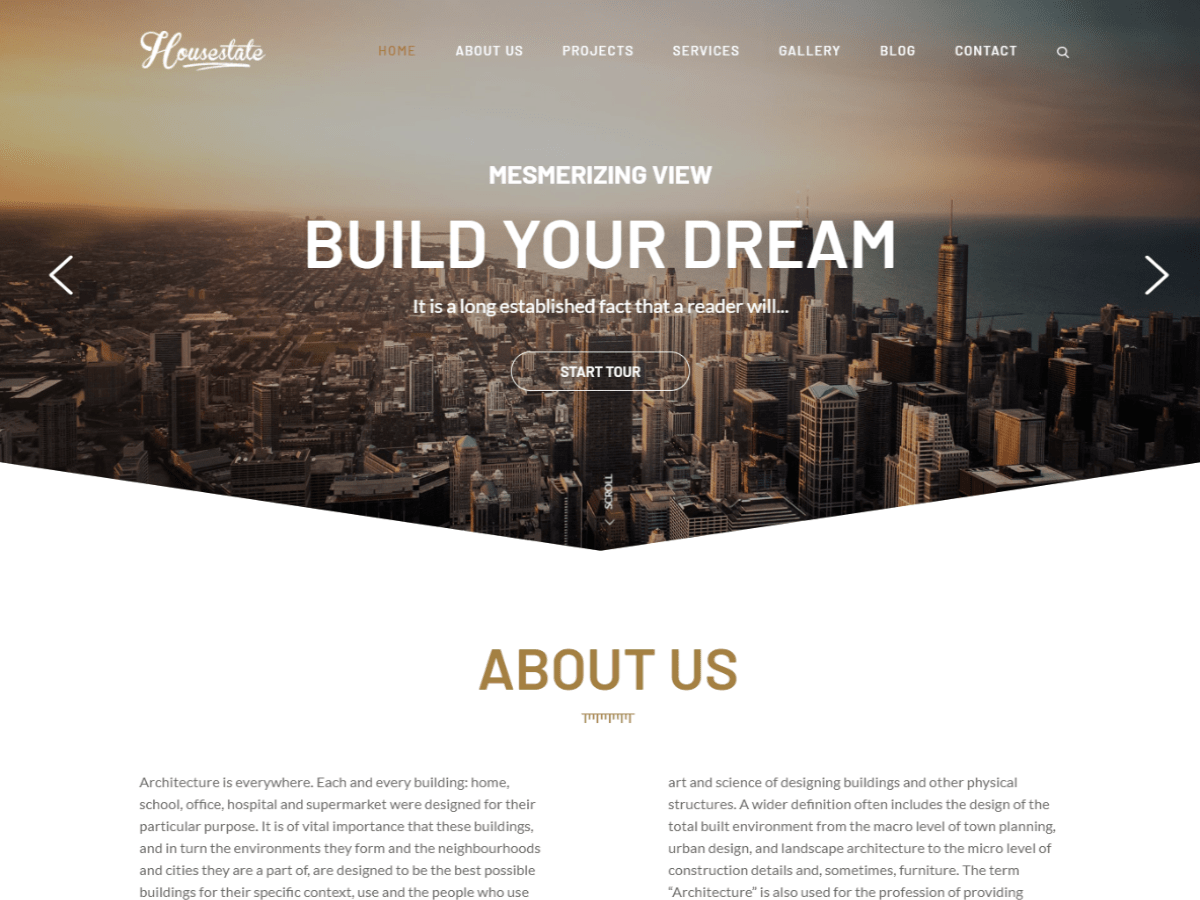 Housestate
HOME ABOUT US PROJECTS SERVICES GALLERY BLOG CONTACT
MESMERIZING VIEW
BUILD YOUR DREAM
It is a long established fact that a reader will...
START TOUR
SCROLL
ABOUT US
Architecture is everywhere. Each and every building: home,
school, office, hospital and supermarket were designed for their
particular purpose. It is of vital importance that these buildings,
and in turn the environments they form and the neighbourhoods
and cities they are a part of, are designed to be the best possible
buildings for their specific context, use and the people who use
art and science of designing buildings and other physical
structures. A wider definition often includes the design of the
total built environment from the macro level of town planning,
urban design, and landscape architecture to the micro level of
construction details and, sometimes, furniture. The term
“Architecture” is also used for the profession of providing